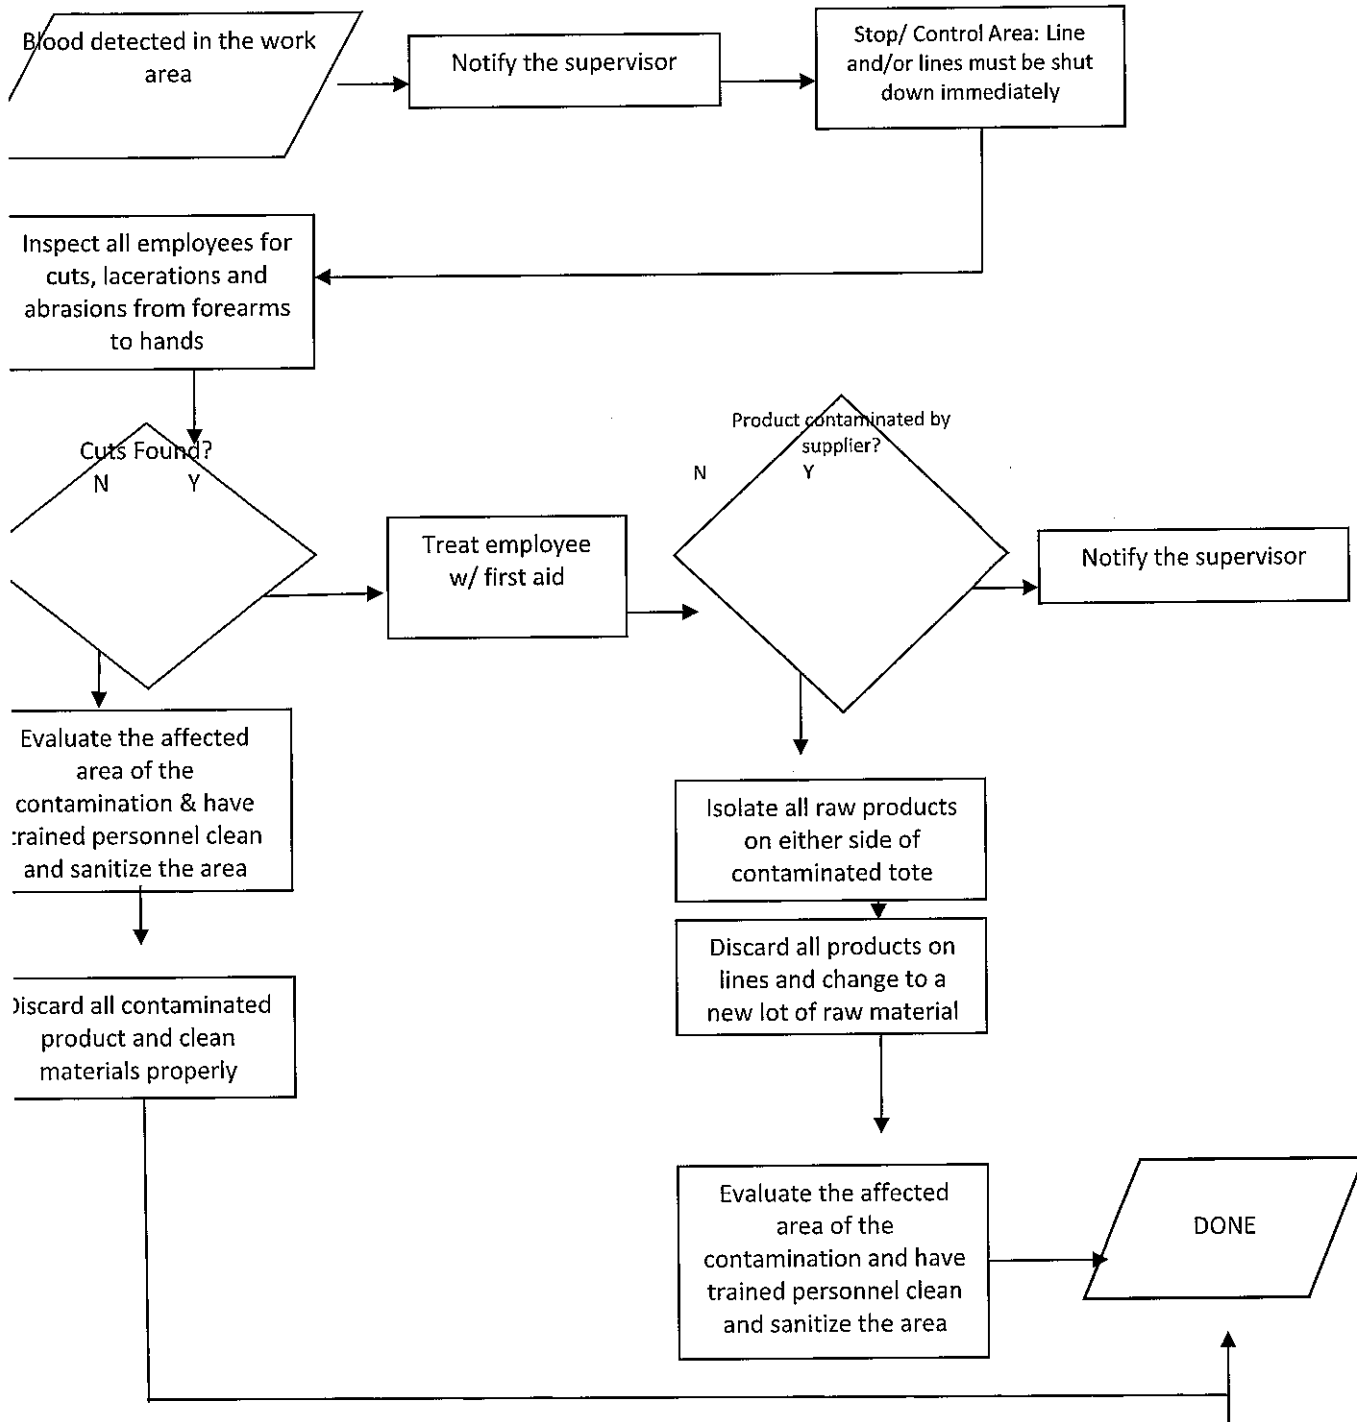 Blood detected in the work
area
Notify the supervisor
Stop/ Control Area: Line
and/or lines must be shut
down immediately
Inspect all employees for
cuts, lacerations and
abrasions from forearms
to hands
Cuts Found?
N Y
Treat employee
w/ first aid
Product contaminated by
supplier?
N Y
Notify the supervisor
Evaluate the affected
area of the
contamination & have
trained personnel clean
and sanitize the area
Discard all contaminated
product and clean
materials properly
Isolate all raw products
on either side of
contaminated tote
Discard all products on
lines and change to a
new lot of raw material
Evaluate the affected
area of the
contamination and have
trained personnel clean
and sanitize the area
DONE